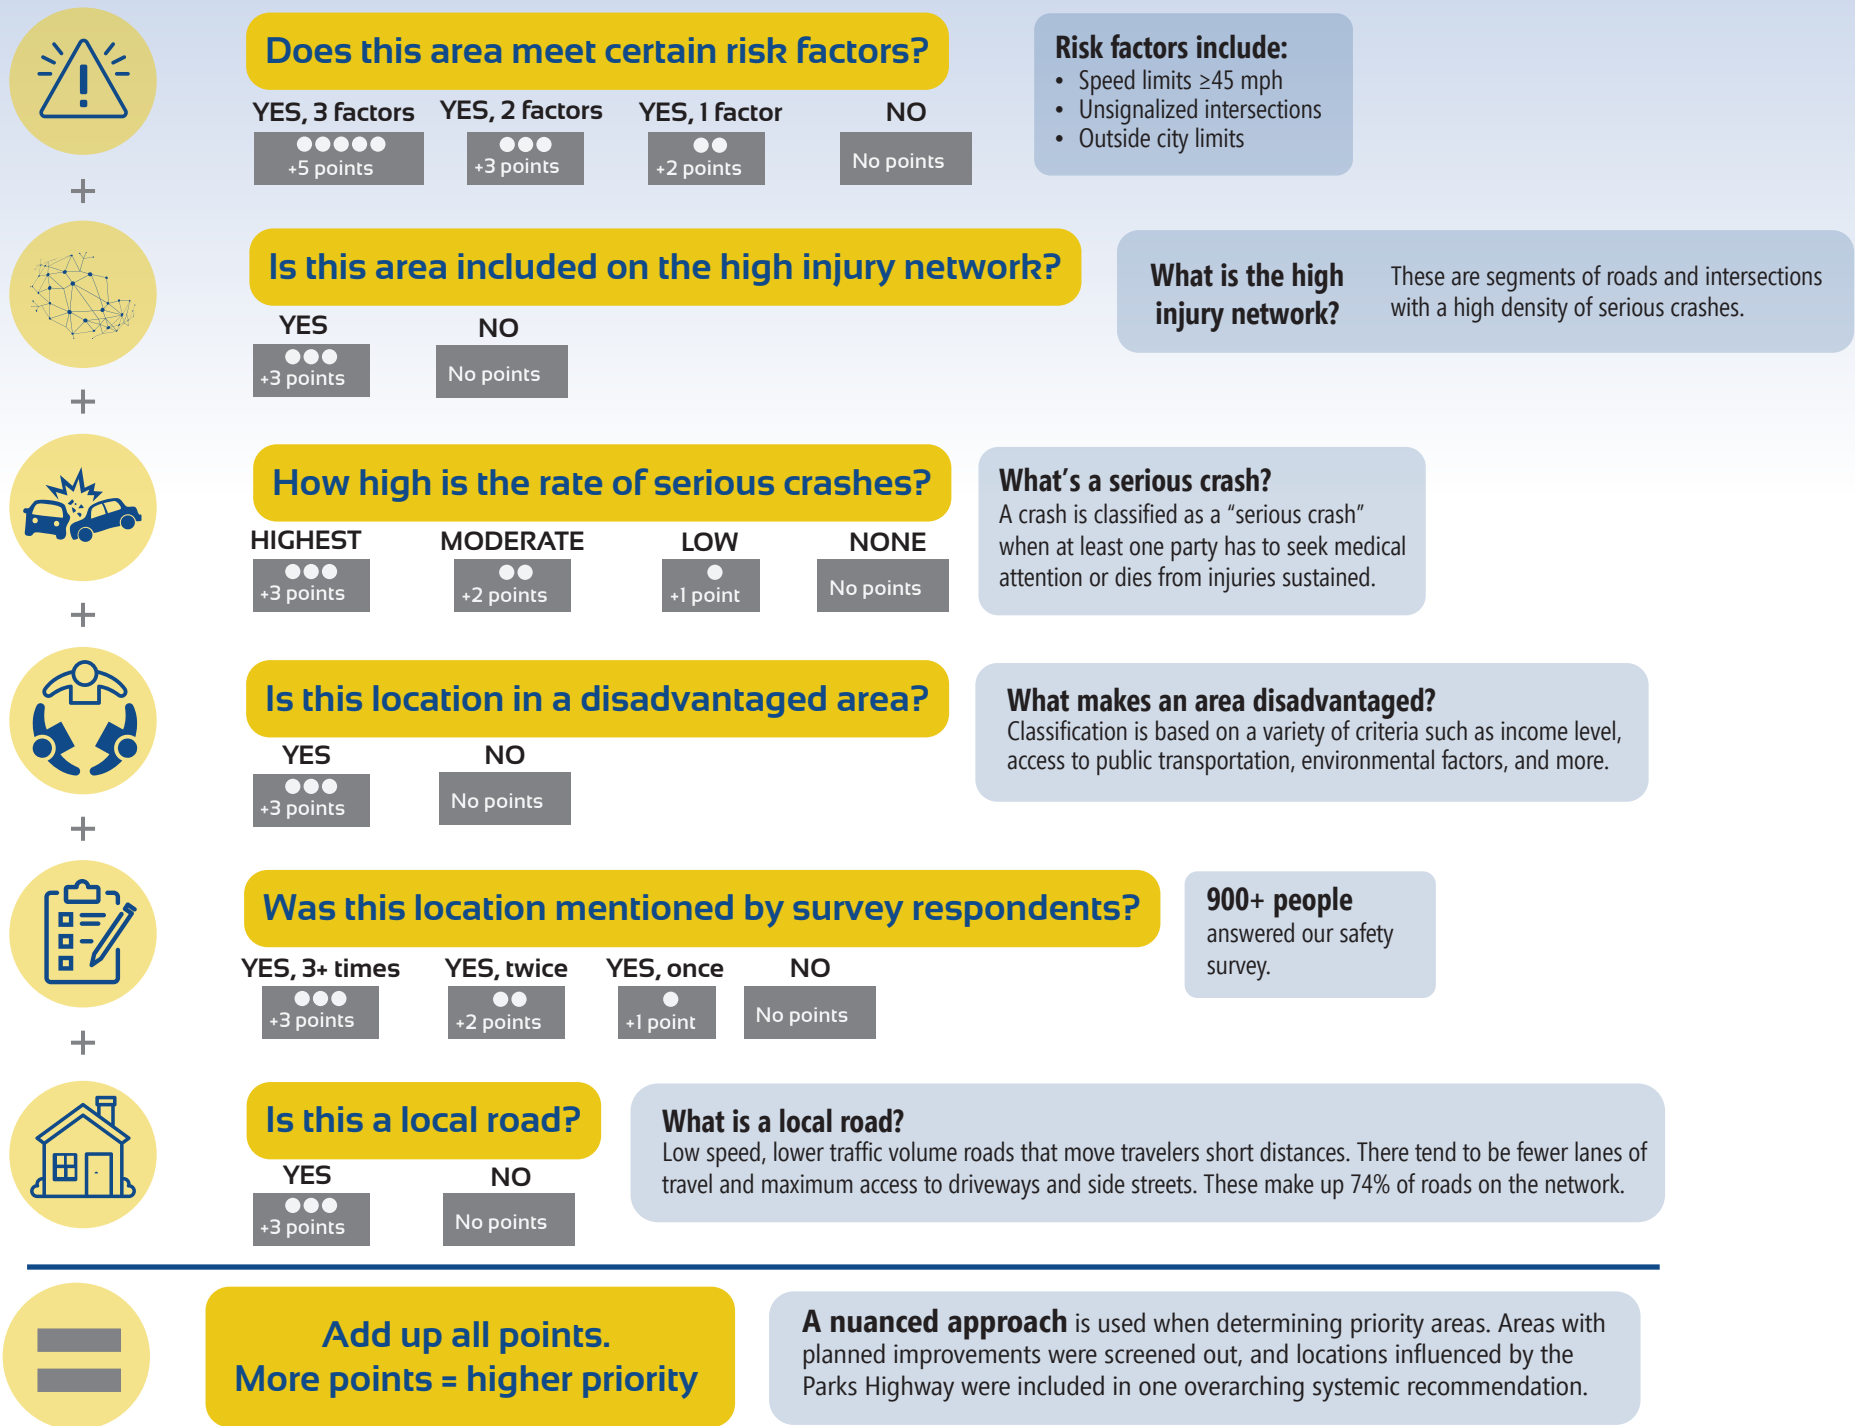 Does this area meet certain risk factors?
YES, 3 factors
YES, 2 factors
YES, 1 factor
NO
+5 points
+3 points
+2 points
No points
Risk factors include:
• Speed limits ≥45 mph
• Unsignalized intersections
• Outside city limits
+
Is this area included on the high injury network?
YES
NO
+3 points
No points
What is the high
injury network?
These are segments of roads and intersections
with a high density of serious crashes.
+
How high is the rate of serious crashes?
HIGHEST
MODERATE
LOW
NONE
+3 points
+2 points
+1 point
No points
What's a serious crash?
A crash is classified as a “serious crash”
when at least one party has to seek medical
attention or dies from injuries sustained.
+
Is this location in a disadvantaged area?
YES
NO
+3 points
No points
What makes an area disadvantaged?
Classification is based on a variety of criteria such as income level,
access to public transportation, environmental factors, and more.
+
Was this location mentioned by survey respondents?
YES, 3+ times
YES, twice
YES, once
NO
+3 points
+2 points
+1 point
No points
900+ people
answered our safety
survey.
+
Is this a local road?
YES
NO
+3 points
No points
What is a local road?
Low speed, lower traffic volume roads that move travelers short distances. There tend to be fewer lanes of
travel and maximum access to driveways and side streets. These make up 74% of roads on the network.
=
Add up all points.
More points = higher priority
A nuanced approach is used when determining priority areas. Areas with
planned improvements were screened out, and locations influenced by the
Parks Highway were included in one overarching systemic recommendation.